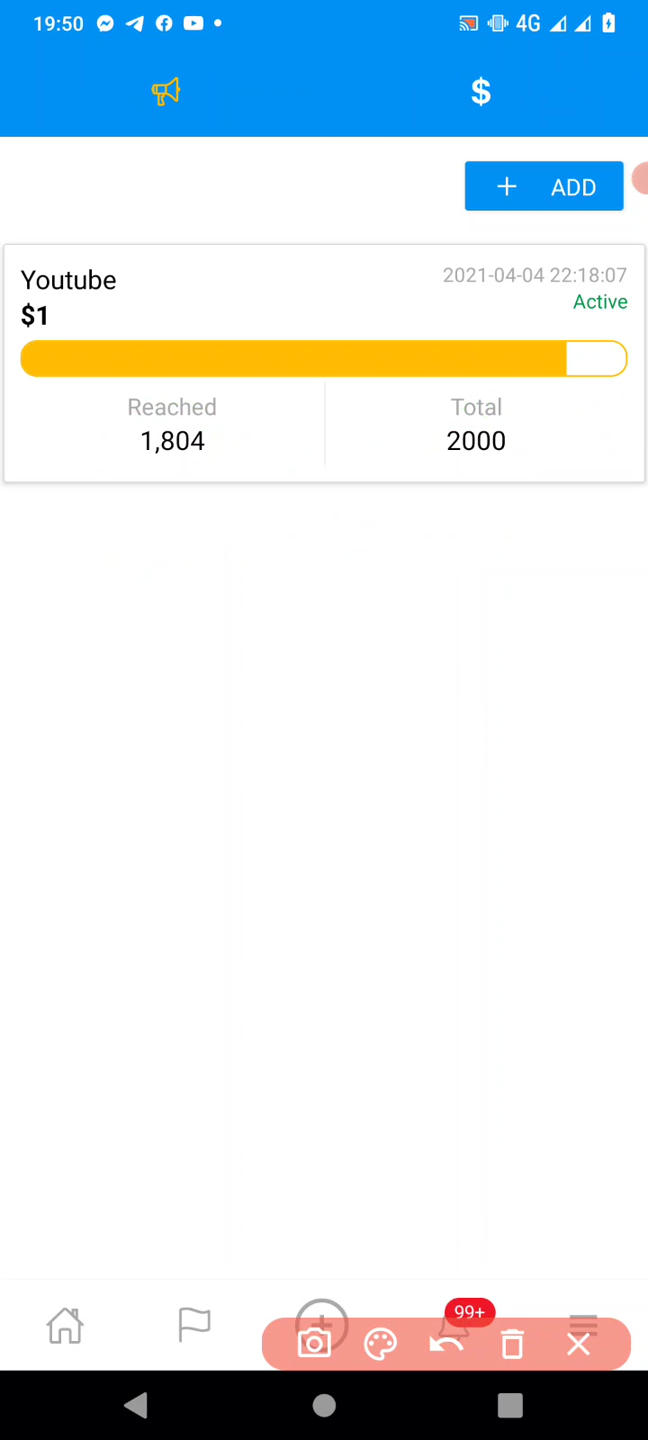 19:50
4G
$
+ ADD
Youtube
2021-04-04 22:18:07
$1
Active
Reached
Total
1,804
2000
99+